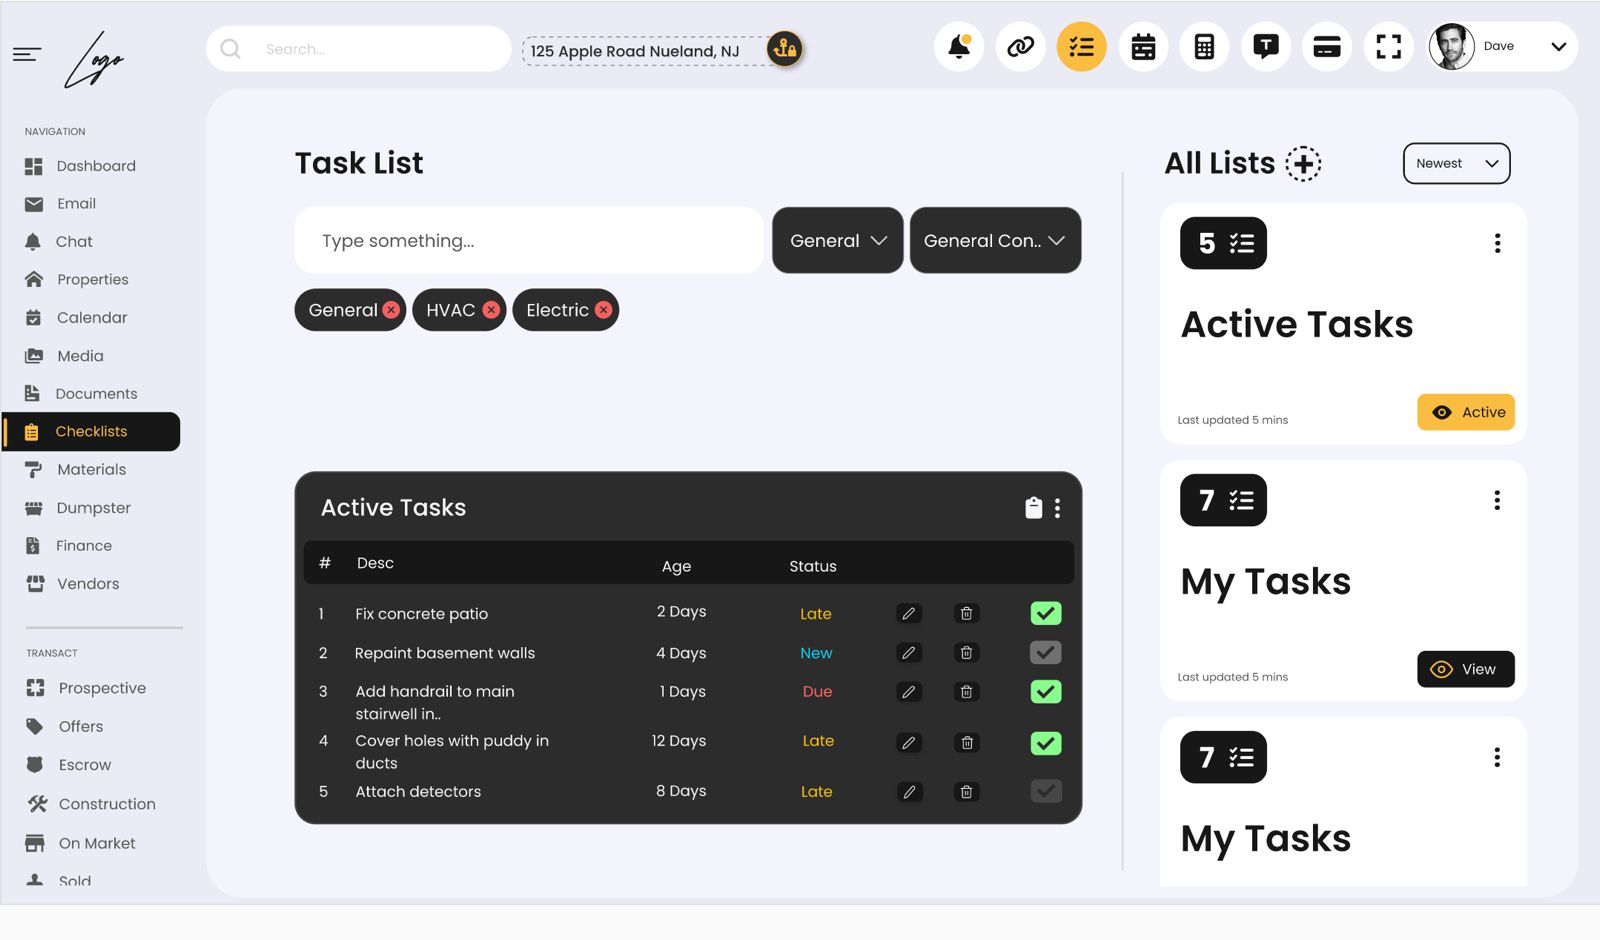 Logo
Search...
125 Apple Road Nueland, NJ
T
Dave
NAVIGATION
Dashboard
Email
Chat
Properties
Calendar
Media
Documents
Checklists
Materials
Dumpster
Finance
Vendors
TRANSACT
Prospective
Offers
Escrow
Construction
On Market
Sold
Task List
Type something...
General
General Con..
General
HVAC
Electric
Active Tasks
# Desc Age Status
1 Fix concrete patio 2 Days Late
2 Repaint basement walls 4 Days New
3 Add handrail to main 1 Days Due
stairwell in..
4 Cover holes with puddy in 12 Days Late
ducts
5 Attach detectors 8 Days Late
All Lists
Newest
5
Active Tasks
Last updated 5 mins
Active
7
My Tasks
Last updated 5 mins
View
7
My Tasks